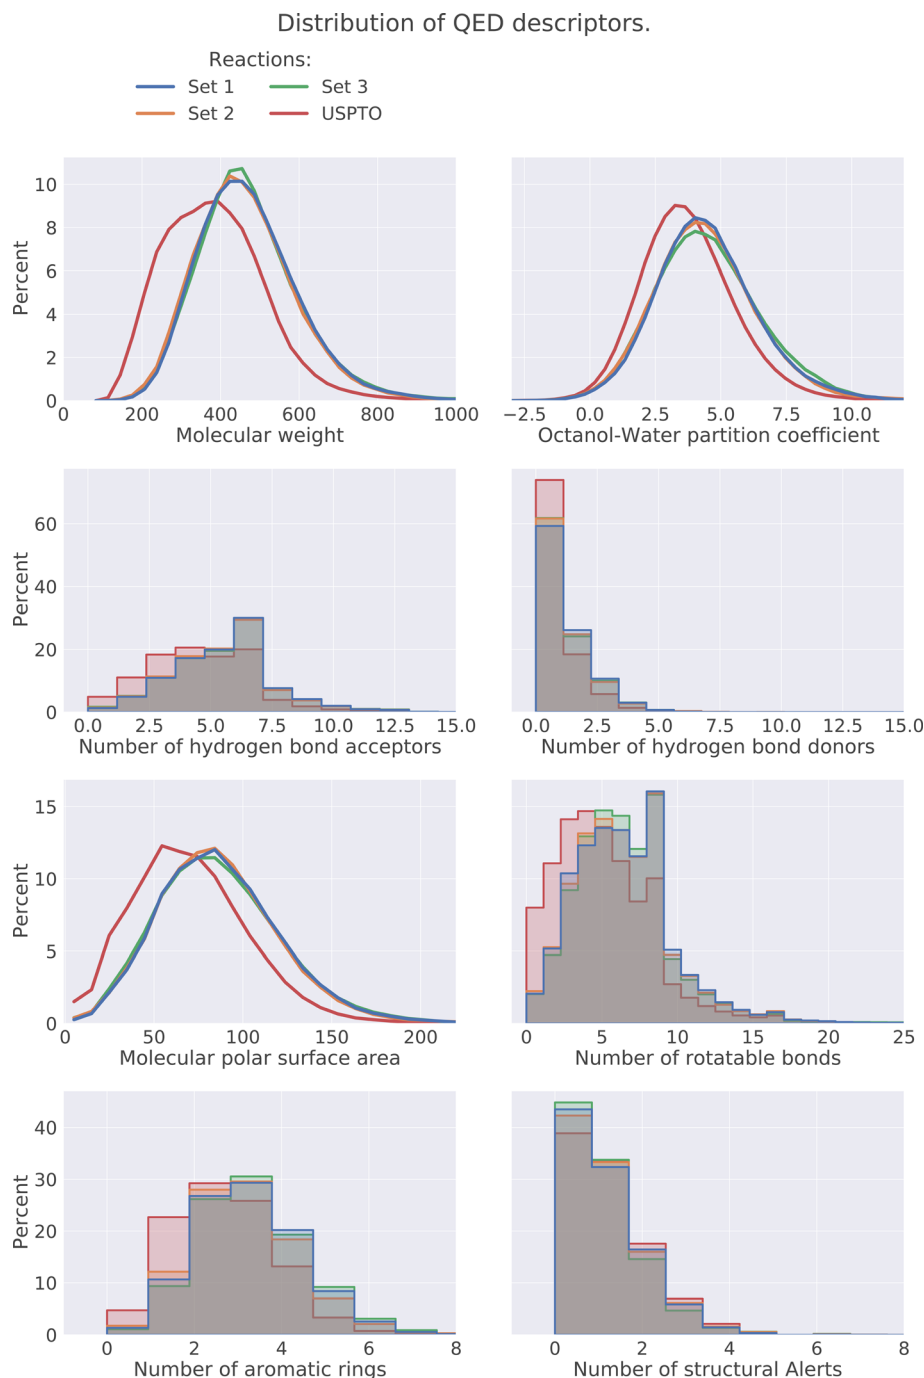 Distribution of QED descriptors.
Reactions:
Set 1 Set 3
Set 2 USPTO
10
8
6
4
2
0
Percent
0 200 400 600 800 1000
Molecular weight
−2.5 0.0 2.5 5.0 7.5 10.0
Octanol-Water partition coefficient
60
40
20
0
Percent
0.0 2.5 5.0 7.5 10.0 12.5 15.0
Number of hydrogen bond acceptors
0.0 2.5 5.0 7.5 10.0 12.5 15.0
Number of hydrogen bond donors
15
10
5
0
Percent
0 50 100 150 200
Molecular polar surface area
0 5 10 15 20 25
Number of rotatable bonds
40
30
20
10
0
Percent
0 2 4 6 8
Number of aromatic rings
0 2 4 6 8
Number of structural Alerts